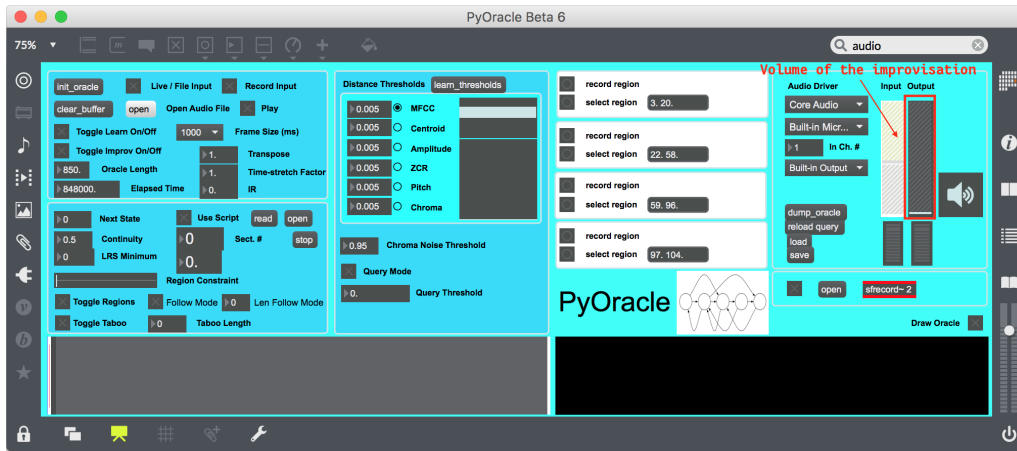 PyOracle Beta 6
75%
audio
Volume of the improvisation
init_oracle
Live / File Input
Record Input
clear_buffer
open
Open Audio File
Play
Toggle Learn On/Off
1000
Frame Size (ms)
Toggle Improv On/Off
1.
Transpose
850.
Oracle Length
1.
Time-stretch Factor
848000.
Elapsed Time
0.
IR
0
Next State
Use Script
read
open
0.5
Continuity
0
Sect. #
stop
0
LRS Minimum
0.
Region Constraint
Toggle Regions
Follow Mode
0
Len Follow Mode
Toggle Taboo
0
Taboo Length
Distance Thresholds
learn_thresholds
0.005
MFCC
0.005
Centroid
0.005
Amplitude
0.005
ZCR
0.005
Pitch
0.005
Chroma
0.95
Chroma Noise Threshold
Query Mode
0.
Query Threshold
record region
select region
3. 20.
record region
select region
22. 58.
record region
select region
59. 96.
record region
select region
97. 104.
PyOracle
Audio Driver
Input
Output
Core Audio
Built-in Micr...
1
In Ch. #
Built-in Output
dump_oracle
reload query
load
save
open
sfrecord~ 2
Draw Oracle